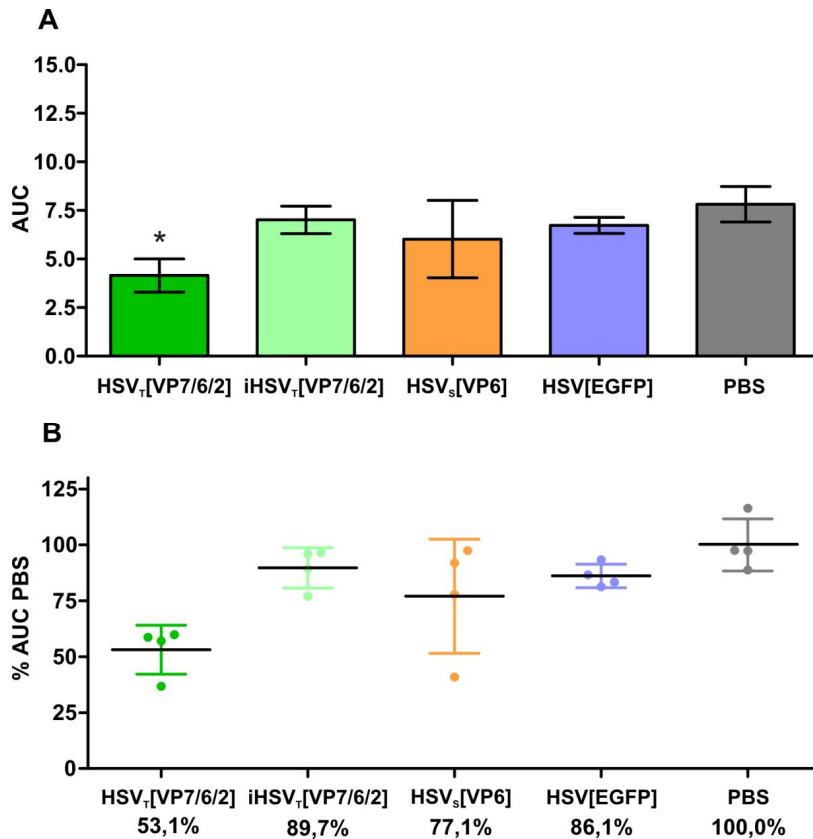 A
15.0
12.5
10.0
7.5
5.0
2.5
0.0
AUC
*
HSVT[VP7/6/2] iHSVT[VP7/6/2] HSVS[VP6] HSV[EGFP] PBS
B
125
100
75
50
25
0
% AUC PBS
HSVT[VP7/6/2] iHSVT[VP7/6/2] HSVS[VP6] HSV[EGFP] PBS
53,1% 89,7% 77,1% 86,1% 100,0%